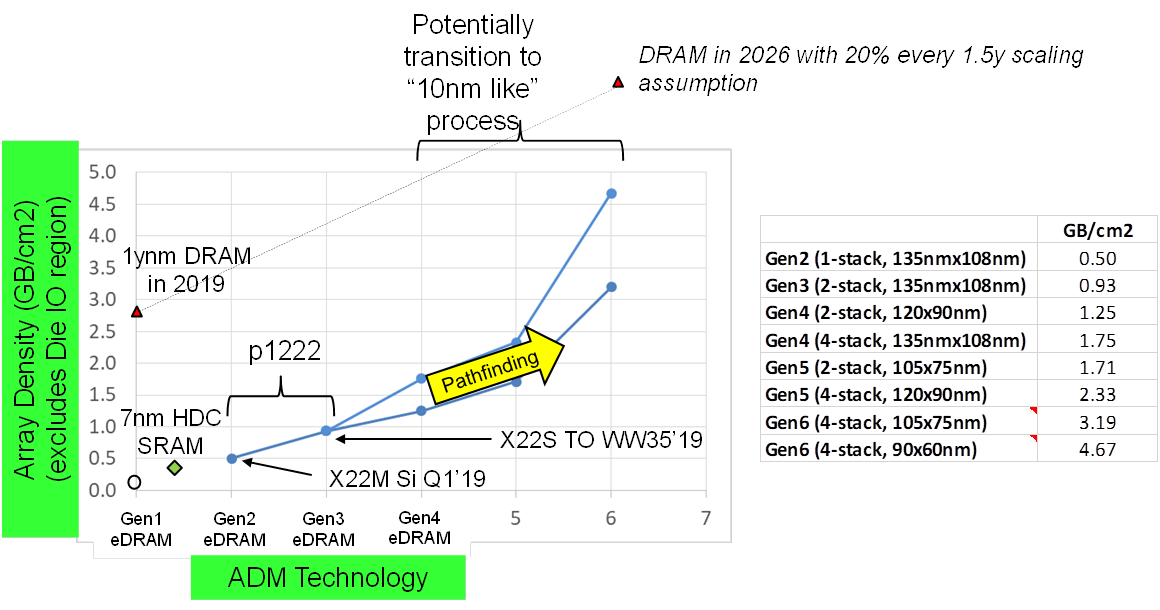 Potentially
transition to
“10nm like”
process
DRAM in 2026 with 20% every 1.5y scaling
assumption
Array Density (GB/cm2)
(excludes Die IO region)
5.0
4.5
4.0
3.5
3.0
2.5
2.0
1.5
1.0
0.5
0.0
1ynm DRAM
in 2019
p1222
7nm HDC
SRAM
Pathfinding
X22S TO WW35’19
X22M Si Q1’19
Gen1
eDRAM
Gen2
eDRAM
Gen3
eDRAM
Gen4
eDRAM
5
6
7
ADM Technology
GB/cm2
Gen2 (1-stack, 135nmx108nm) 0.50
Gen3 (2-stack, 135nmx108nm) 0.93
Gen4 (2-stack, 120x90nm) 1.25
Gen4 (4-stack, 135nmx108nm) 1.75
Gen5 (2-stack, 105x75nm) 1.71
Gen5 (4-stack, 120x90nm) 2.33
Gen6 (4-stack, 105x75nm) 3.19
Gen6 (4-stack, 90x60nm) 4.67